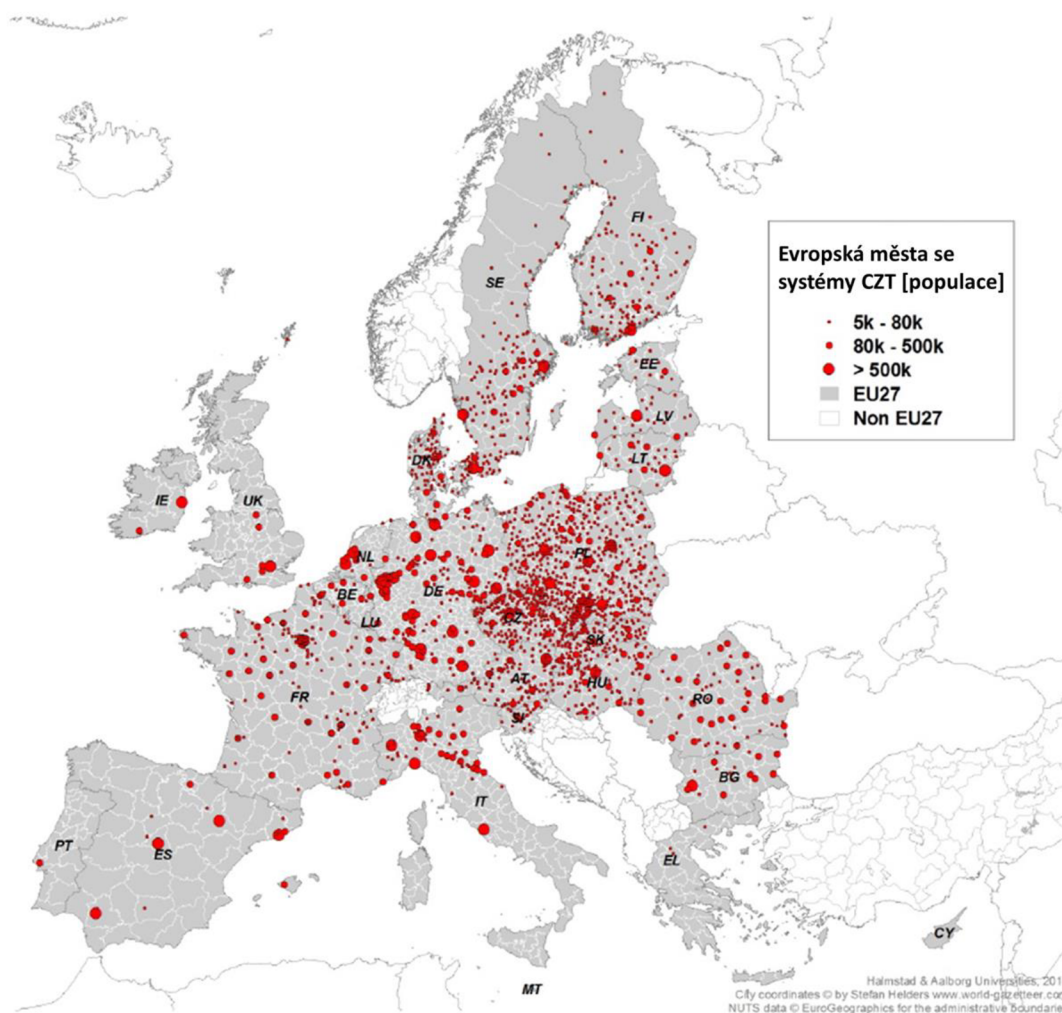 FI
SE
Evropská města se
systémy CZT [populace]
5k - 80k
80k - 500k
> 500k
EU27
Non EU27
EE
LV
LT
DK
IE
UK
NL
PL
BE
DE
LU
CZ
SK
AT
HU
FR
SI
RO
BG
IT
PT
ES
EL
CY
MT
Halmstad & Aalborg Universities, 201
City coordinates © by Stefan Helders www.world-gazetteer.com
NUTS data © EuroGeographics for the administrative boundarie